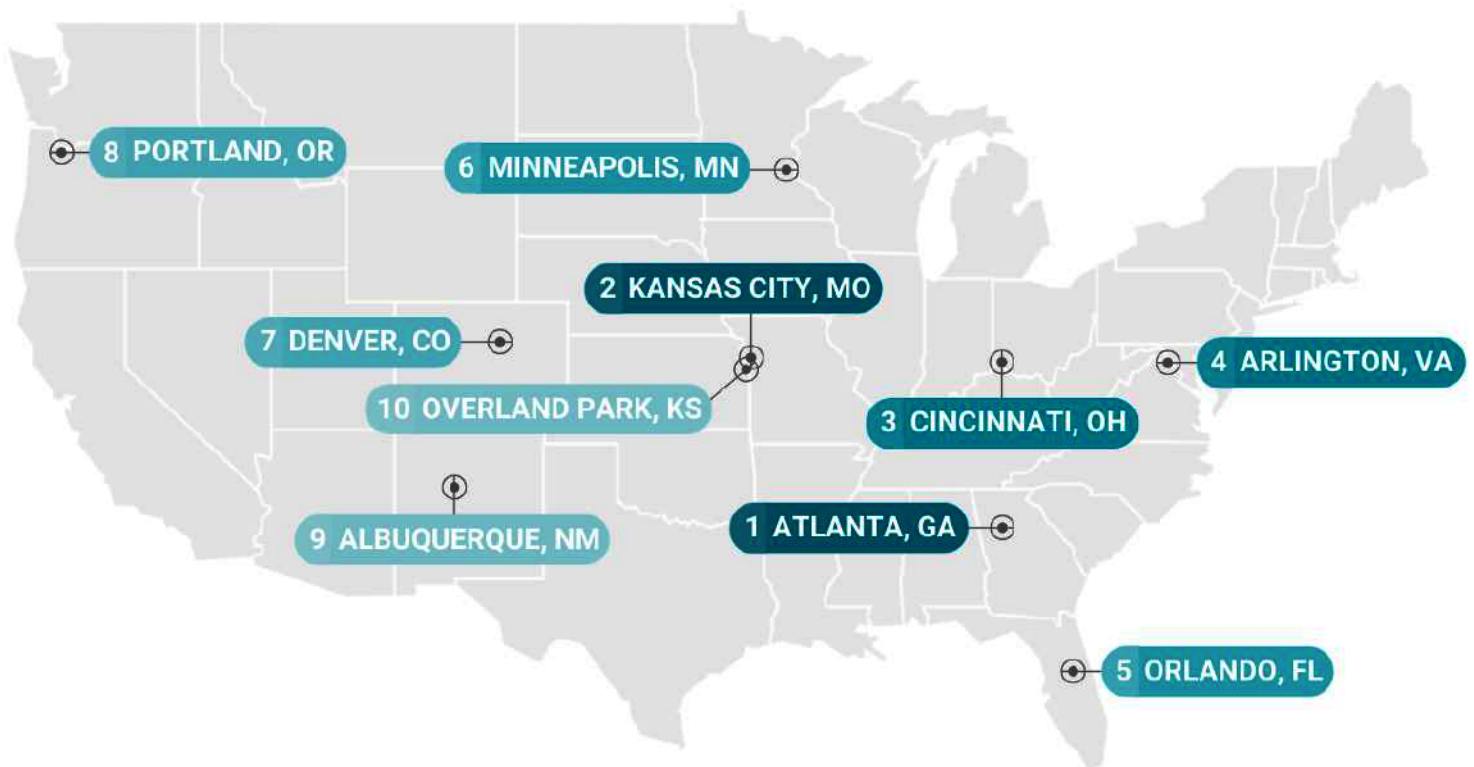 8 PORTLAND, OR
6 MINNEAPOLIS, MN
2 KANSAS CITY, MO
7 DENVER, CO
4 ARLINGTON, VA
10 OVERLAND PARK, KS
3 CINCINNATI, OH
9 ALBUQUERQUE, NM
1 ATLANTA, GA
5 ORLANDO, FL